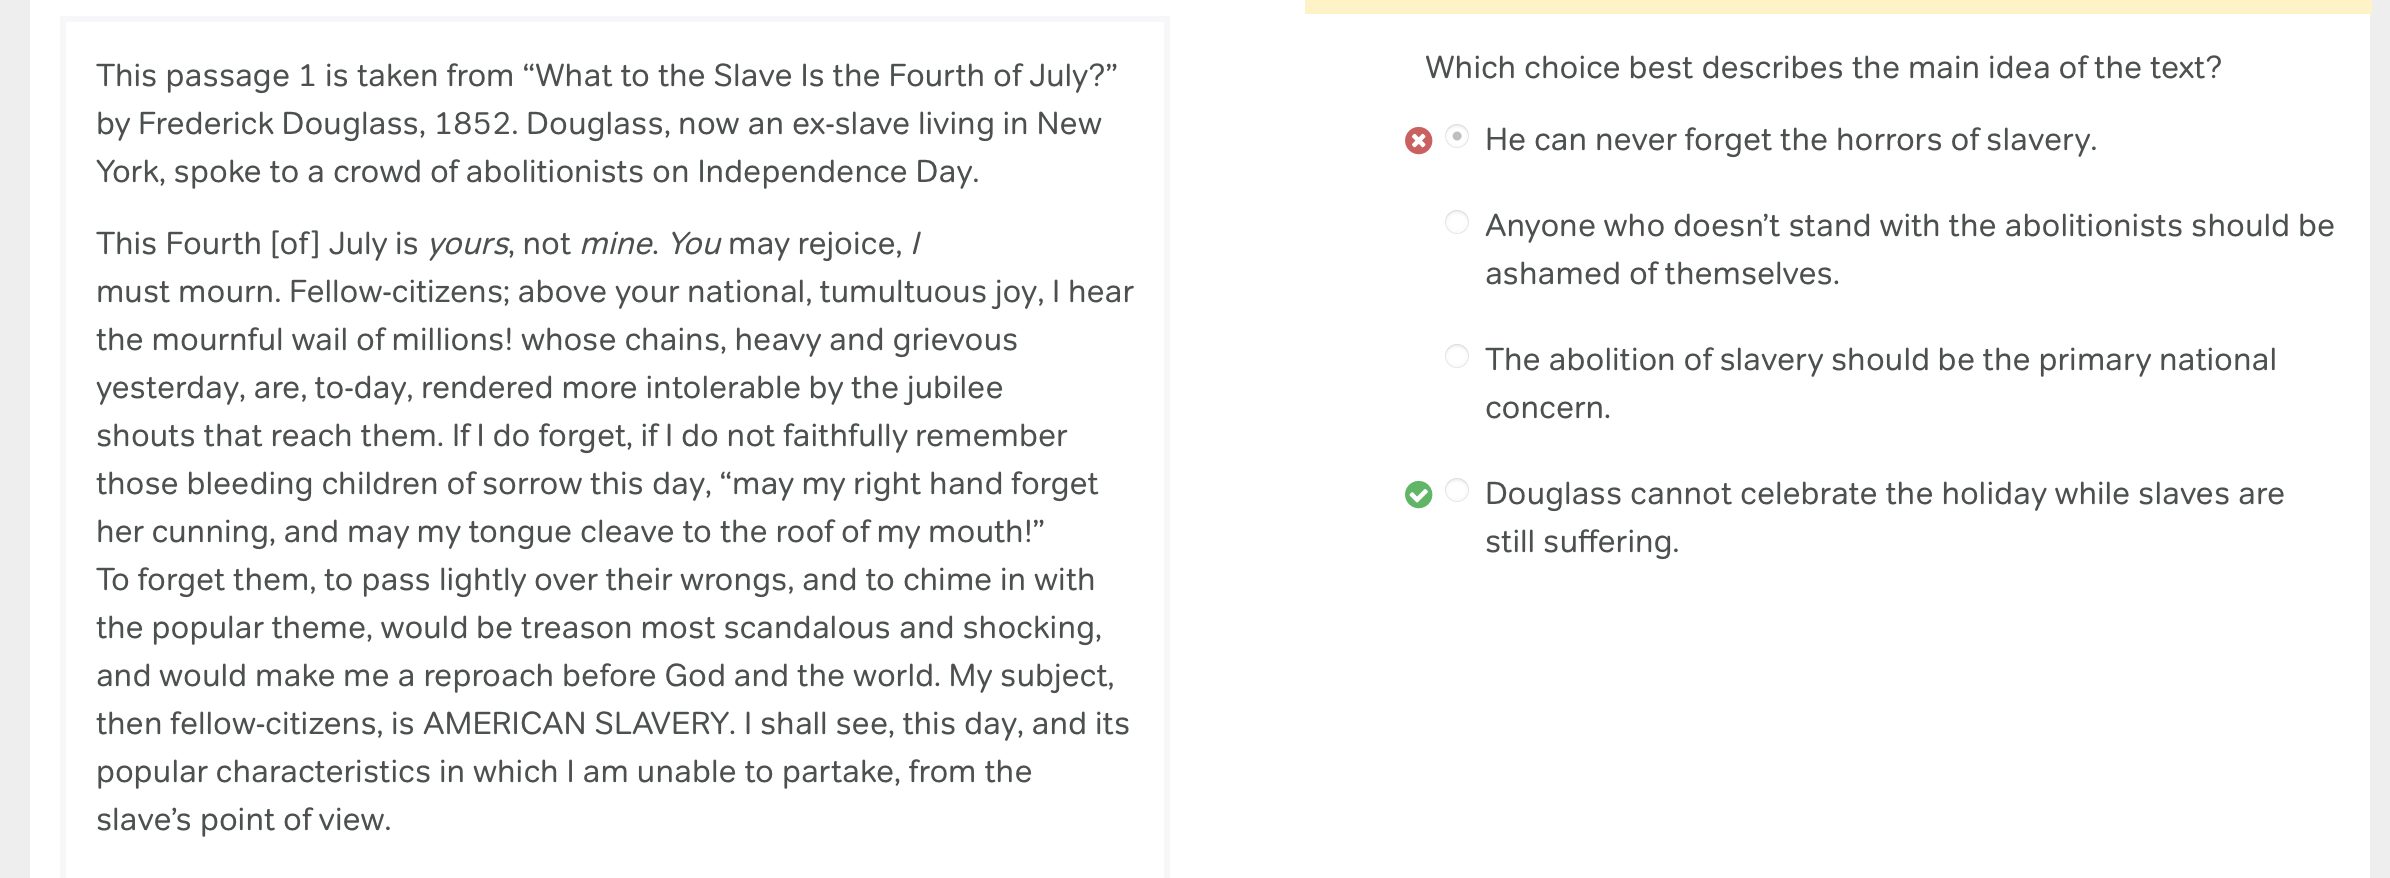 This passage 1 is taken from “What to the Slave Is the Fourth of July?”
by Frederick Douglass, 1852. Douglass, now an ex-slave living in New
York, spoke to a crowd of abolitionists on Independence Day.
This Fourth [of] July is yours, not mine. You may rejoice, I
must mourn. Fellow-citizens; above your national, tumultuous joy, I hear
the mournful wail of millions! whose chains, heavy and grievous
yesterday, are, to-day, rendered more intolerable by the jubilee
shouts that reach them. If I do forget, if I do not faithfully remember
those bleeding children of sorrow this day, “may my right hand forget
her cunning, and may my tongue cleave to the roof of my mouth!”
To forget them, to pass lightly over their wrongs, and to chime in with
the popular theme, would be treason most scandalous and shocking,
and would make me a reproach before God and the world. My subject,
then fellow-citizens, is AMERICAN SLAVERY. I shall see, this day, and its
popular characteristics in which I am unable to partake, from the
slave’s point of view.
Which choice best describes the main idea of the text?
He can never forget the horrors of slavery.
Anyone who doesn’t stand with the abolitionists should be
ashamed of themselves.
The abolition of slavery should be the primary national
concern.
Douglass cannot celebrate the holiday while slaves are
still suffering.